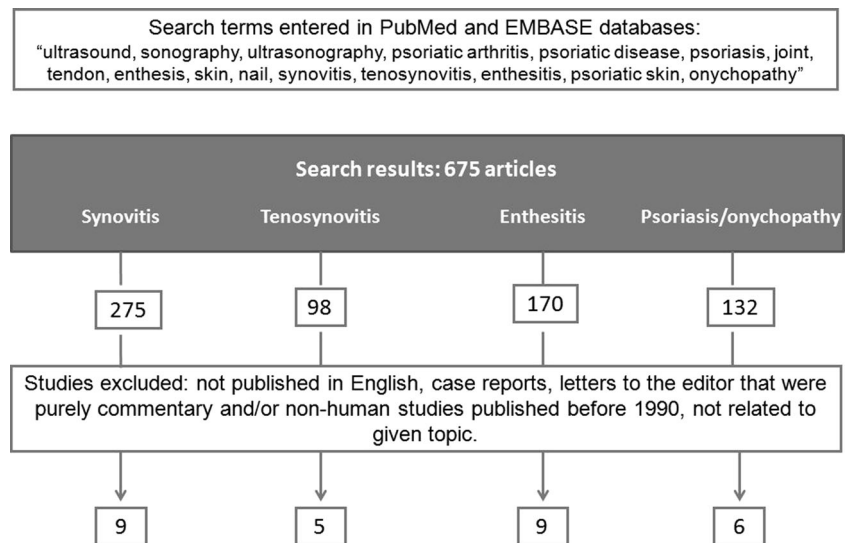 Search terms entered in PubMed and EMBASE databases:
“ultrasound, sonography, ultrasonography, psoriatic arthritis, psoriatic disease, psoriasis, joint,
tendon, enthesis, skin, nail, synovitis, tenosynovitis, enthesitis, psoriatic skin, onychopathy”
Search results: 675 articles
Synovitis Tenosynovitis Enthesitis Psoriasis/onychopathy
275 98 170 132
Studies excluded: not published in English, case reports, letters to the editor that were
purely commentary and/or non-human studies published before 1990, not related to
given topic.
9 5 9 6